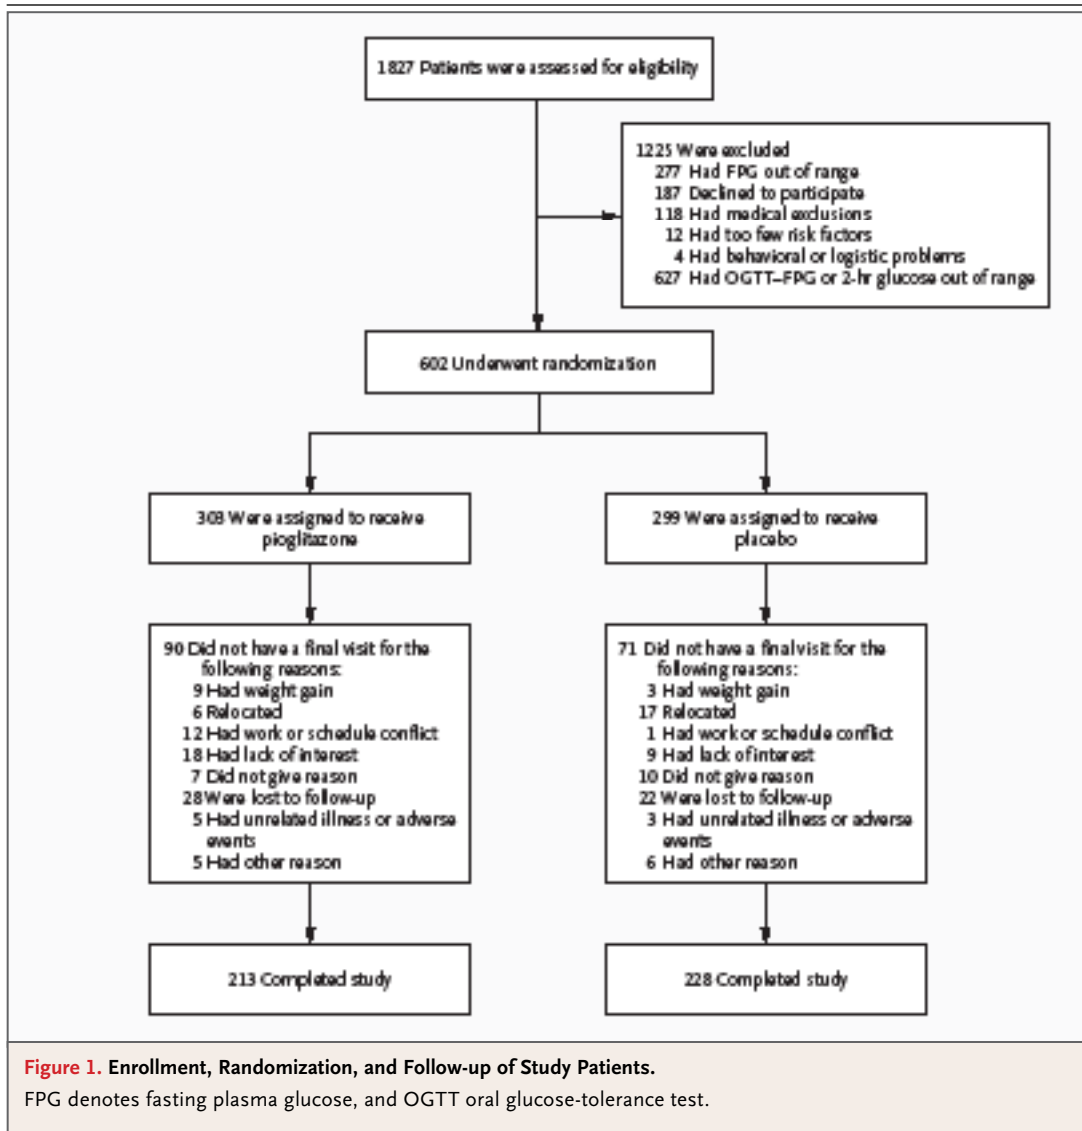 1827 Patients were assessed for eligibility
1225 Were excluded
277 Had FPG out of range
187 Declined to participate
118 Had medical exclusions
12 Had too few risk factors
4 Had behavioral or logistic problems
627 Had OGTT–FPG or 2-hr glucose out of range
602 Underwent randomization
303 Were assigned to receive
pioglitazone
299 Were assigned to receive
placebo
90 Did not have a final visit for the
following reasons:
9 Had weight gain
6 Relocated
12 Had work or schedule conflict
18 Had lack of interest
7 Did not give reason
28 Were lost to follow-up
5 Had unrelated illness or adverse
events
5 Had other reason
71 Did not have a final visit for the
following reasons:
3 Had weight gain
17 Relocated
1 Had work or schedule conflict
9 Had lack of interest
10 Did not give reason
22 Were lost to follow-up
3 Had unrelated illness or adverse
events
6 Had other reason
213 Completed study
228 Completed study
Figure 1. Enrollment, Randomization, and Follow-up of Study Patients.
FPG denotes fasting plasma glucose, and OGTT oral glucose-tolerance test.